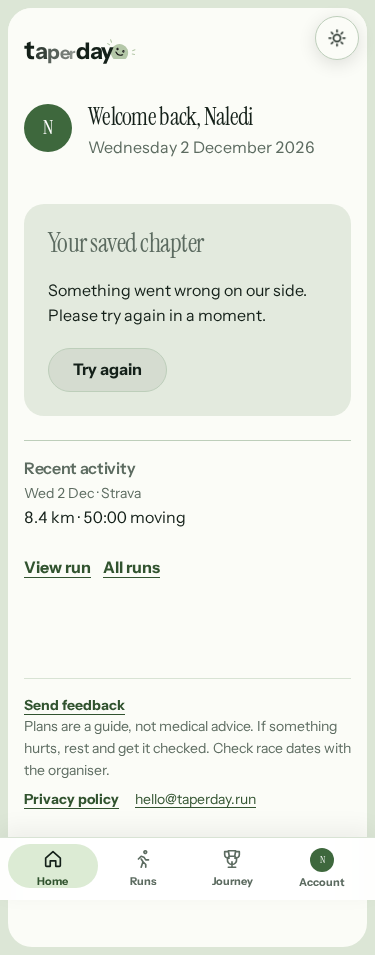 taperday
N
Welcome back, Naledi
Wednesday 2 December 2026
Your saved chapter
Something went wrong on our side.
Please try again in a moment.
Try again
Recent activity
Wed 2 Dec · Strava
8.4 km · 50:00 moving
View run All runs
Send feedback
Plans are a guide, not medical advice. If something
hurts, rest and get it checked. Check race dates with
the organiser.
Privacy policy hello@taperday.run
N
Home Runs Journey Account